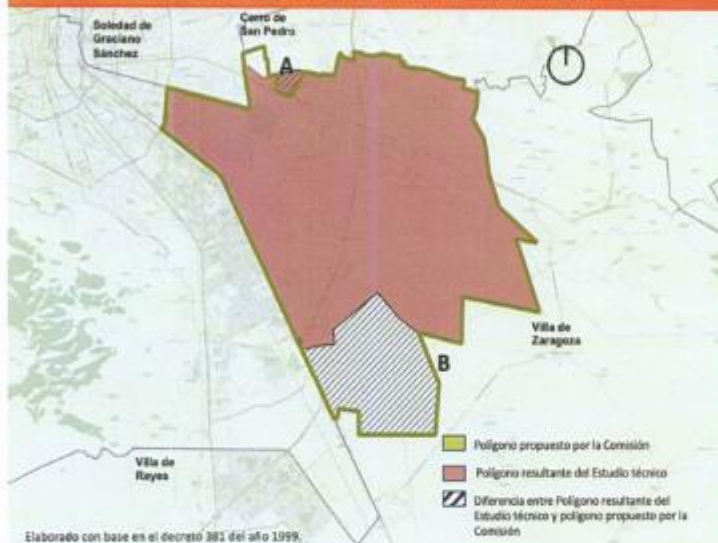 Soledad de
Graciano
Sánchez
Cerro de
San Pedro
A
B
Villa de
Zaragoza
Villa de
Reyes
Polígono propuesto por la Comisión
Polígono resultante del Estudio técnico
Diferencia entre Polígono resultante del
Estudio técnico y polígono propuesto por la
Comisión
Elaborado con base en el decreto 381 del año 1999.